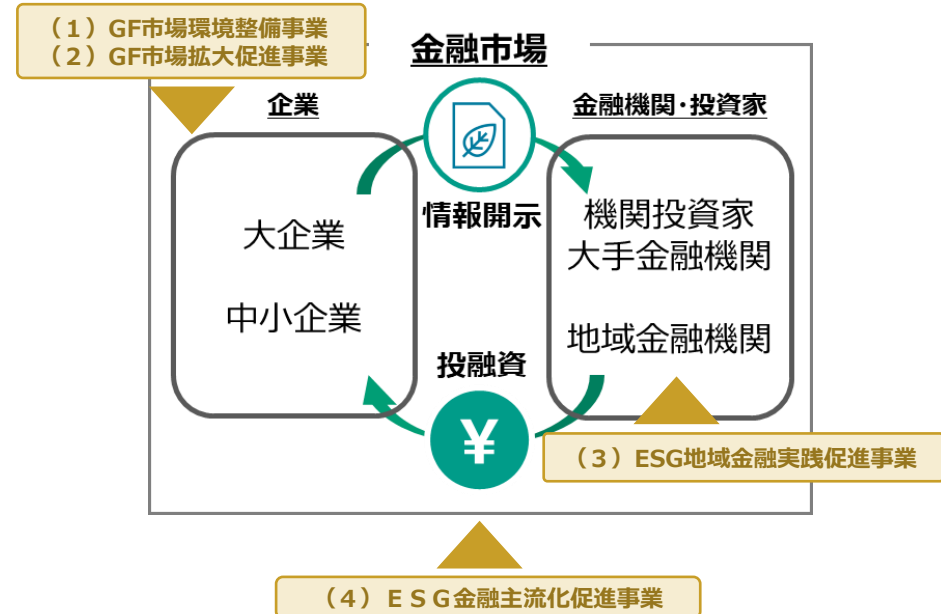 （１）GF市場環境整備事業
（２）GF市場拡大促進事業
金融市場
企業
金融機関・投資家
情報開示
大企業
中小企業
機関投資家
大手金融機関
地域金融機関
投融資
¥
（３）ESG地域金融実践促進事業
（４）ＥＳＧ金融主流化促進事業